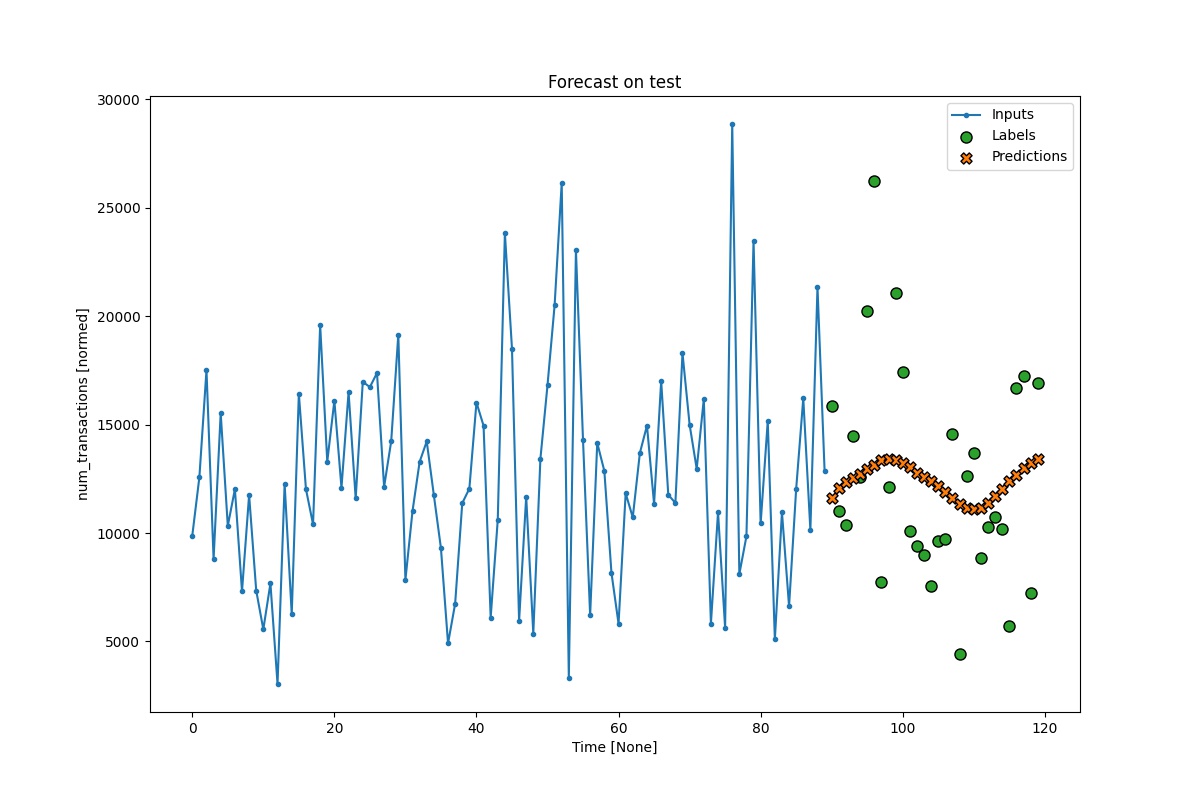 Forecast on test
30000
25000
20000
15000
10000
5000
num_transactions [normed]
Inputs
Labels
Predictions
0
20
40
60
80
100
120
Time [None]